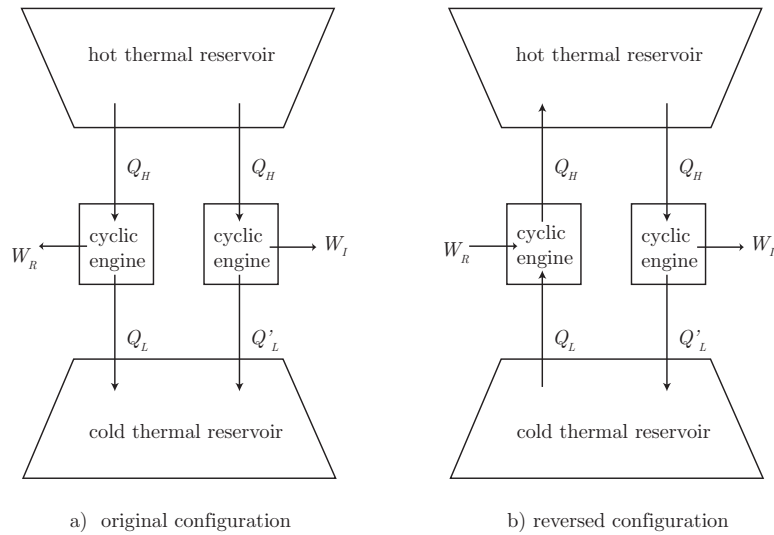 hot thermal reservoir
hot thermal reservoir
Q_H
Q_H
Q_H
Q_H
cyclic
engine
cyclic
engine
cyclic
engine
cyclic
engine
W_R
W_I
W_R
W_I
Q_L
Q'_L
Q_L
Q'_L
cold thermal reservoir
cold thermal reservoir
a) original configuration
b) reversed configuration